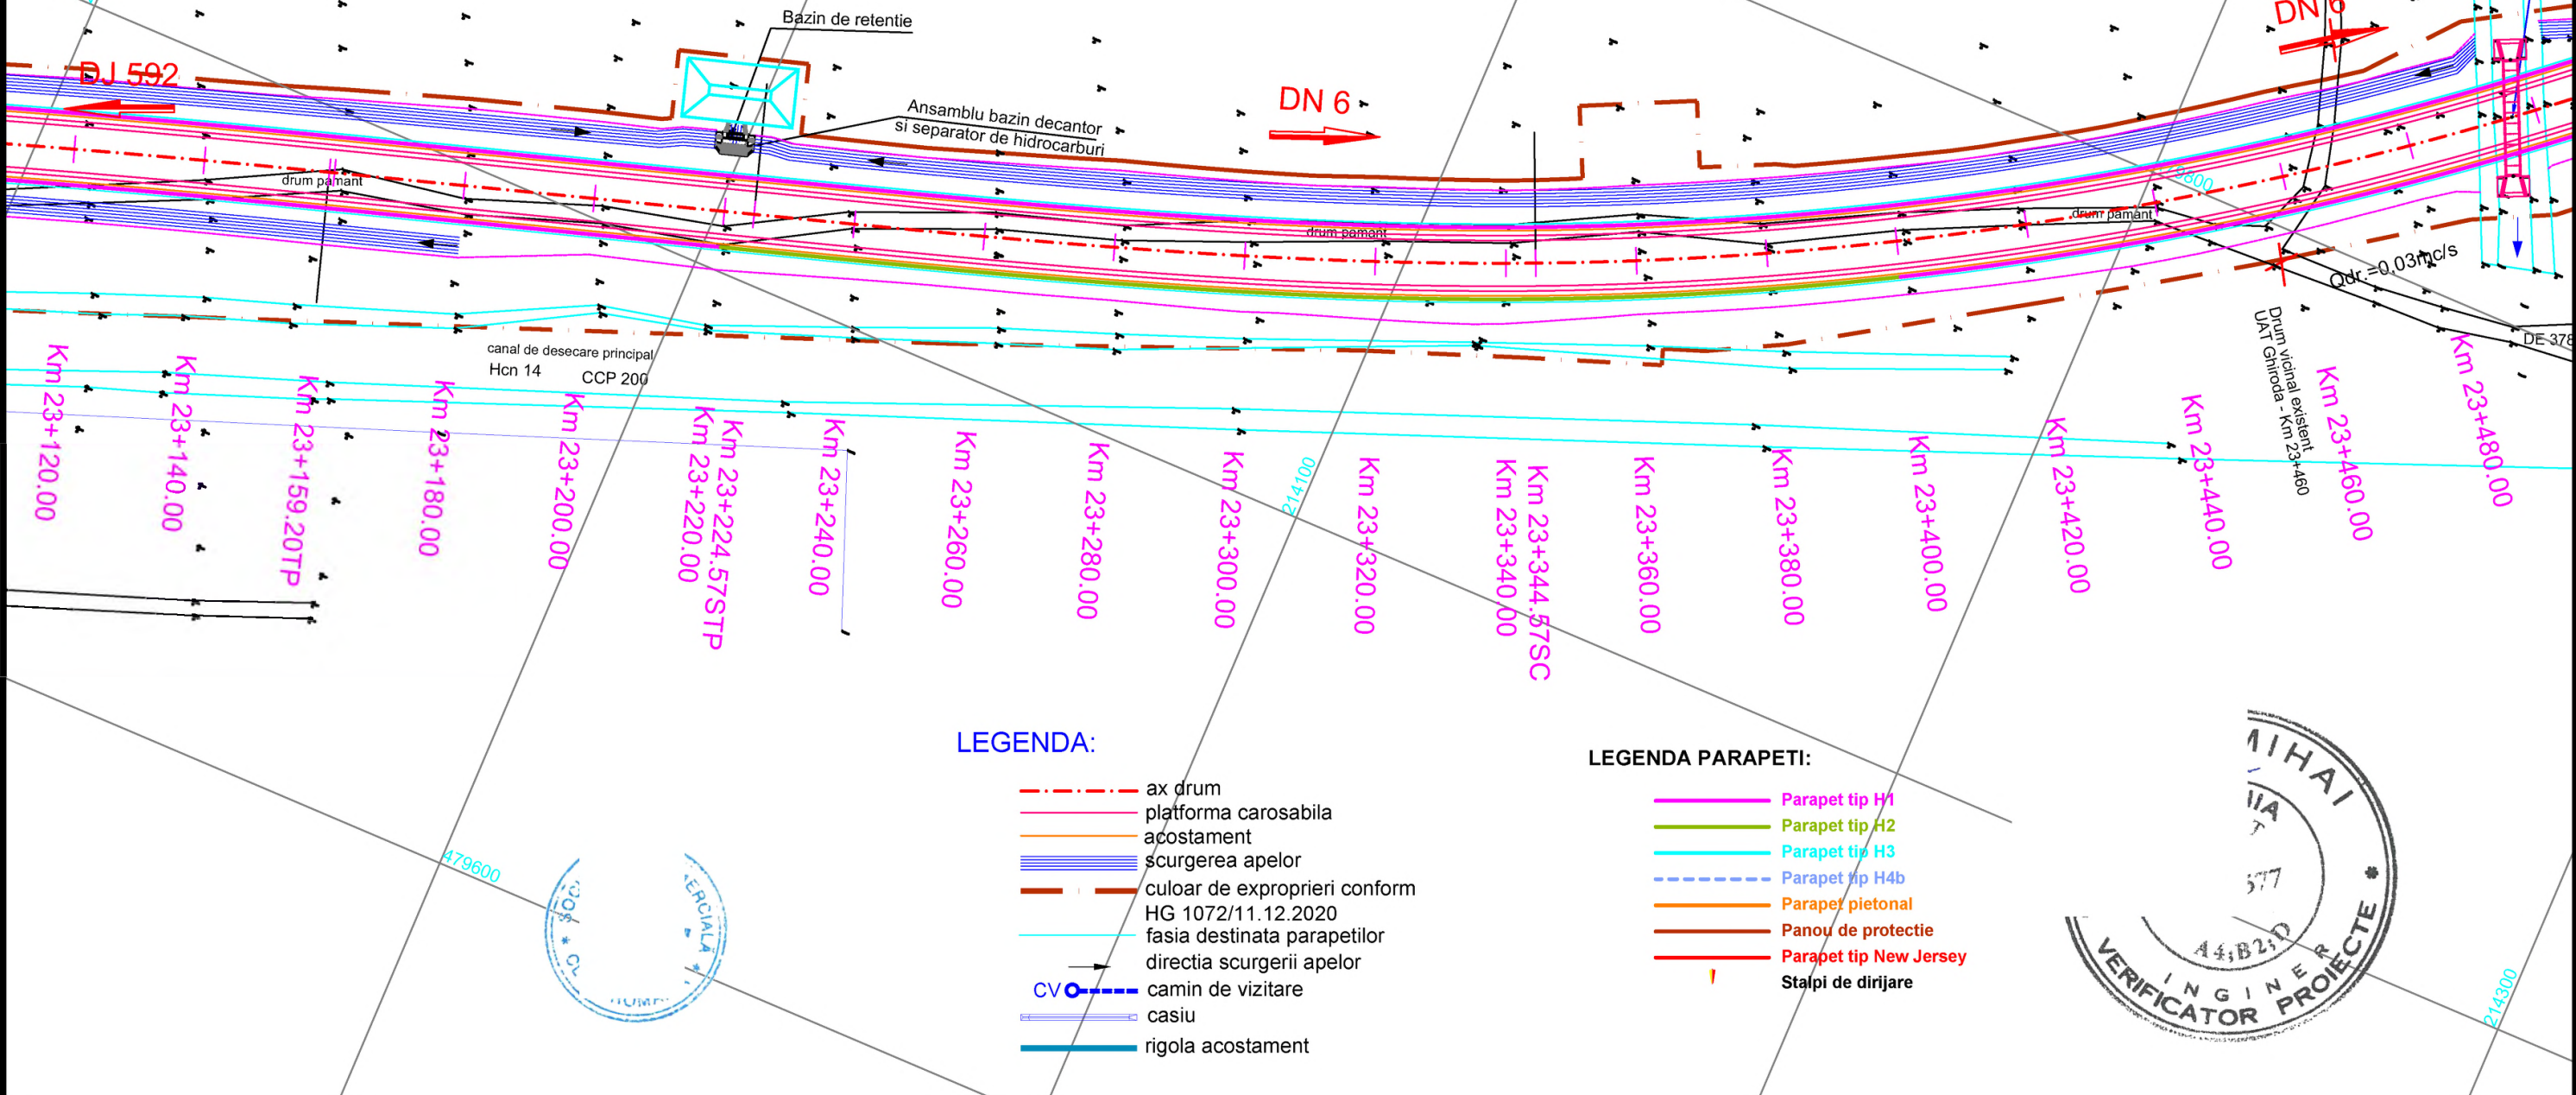 Bazin de retentie
DJ 592
Ansamblu bazin decantor
si separator de hidrocarburi
DN 6
DN 6
drum pamant
drum pamant
drum pamant
Qdr.=0,03mc/s
Drum vicinal existent
UAT Ghiroda - Km 23+460
DE 378
canal de desecare principal
Hcn 14
CCP 200
Km 23+120.00
Km 23+140.00
Km 23+159.20TP
Km 23+180.00
Km 23+200.00
Km 23+220.00
Km 23+224.57STP
Km 23+240.00
Km 23+260.00
Km 23+280.00
Km 23+300.00
214100
Km 23+320.00
Km 23+340.00
Km 23+344.57SC
Km 23+360.00
Km 23+380.00
Km 23+400.00
Km 23+420.00
Km 23+440.00
Km 23+460.00
Km 23+480.00
479600
214300
LEGENDA:
ax drum
platforma carosabila
acostament
scurgerea apelor
culoar de exproprieri conform
HG 1072/11.12.2020
fasia destinata parapetilor
directia scurgerii apelor
CV camin de vizitare
casiu
rigola acostament
LEGENDA PARAPETI:
Parapet tip H1
Parapet tip H2
Parapet tip H3
Parapet tip H4b
Parapet pietonal
Panou de protectie
Parapet tip New Jersey
Stalpi de dirijare
MIHAI
A4;B2;D
INGINER
VERIFICATOR PROIECTE *